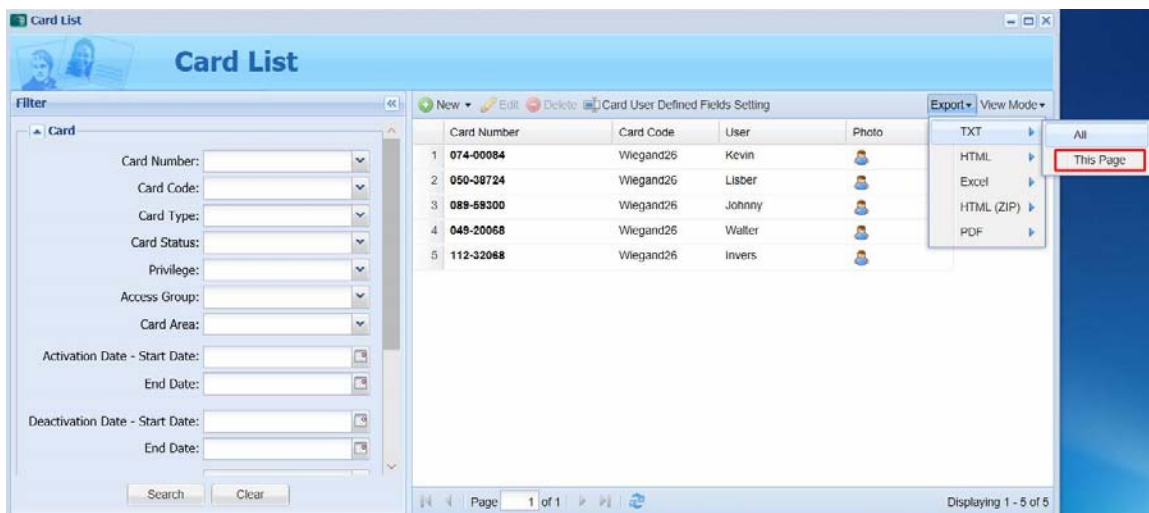 Card List
Card List
Filter
Card
Card Number:
Card Code:
Card Type:
Card Status:
Privilege:
Access Group:
Card Area:
Activation Date - Start Date:
End Date:
Deactivation Date - Start Date:
End Date:
Search Clear
New Edit Delete Card User Defined Fields Setting Export View Mode
Card Number Card Code User Photo
1 074-00084 Wiegand26 Kevin
2 050-38724 Wiegand26 Lisber
3 089-59300 Wiegand26 Johnny
4 049-20068 Wiegand26 Walter
5 112-32068 Wiegand26 Invers
TXT
HTML
Excel
HTML (ZIP)
PDF
All
This Page
Page 1 of 1 Displaying 1 - 5 of 5